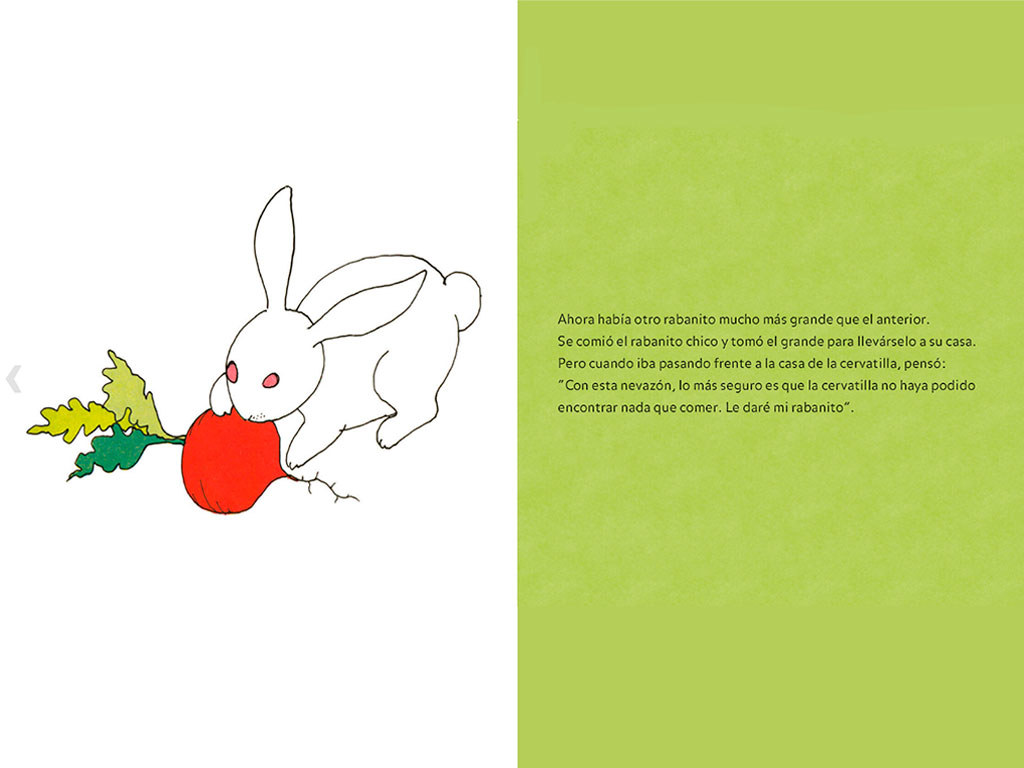 Ahora había otro rabanito mucho más grande que el anterior.
Se comió el rabanito chico y tomó el grande para llevárselo a su casa.
Pero cuando iba pasando frente a la casa de la cervatilla, pensó:
“Con esta nevazón, lo más seguro es que la cervatilla no haya podido
encontrar nada que comer. Le daré mi rabanito”.